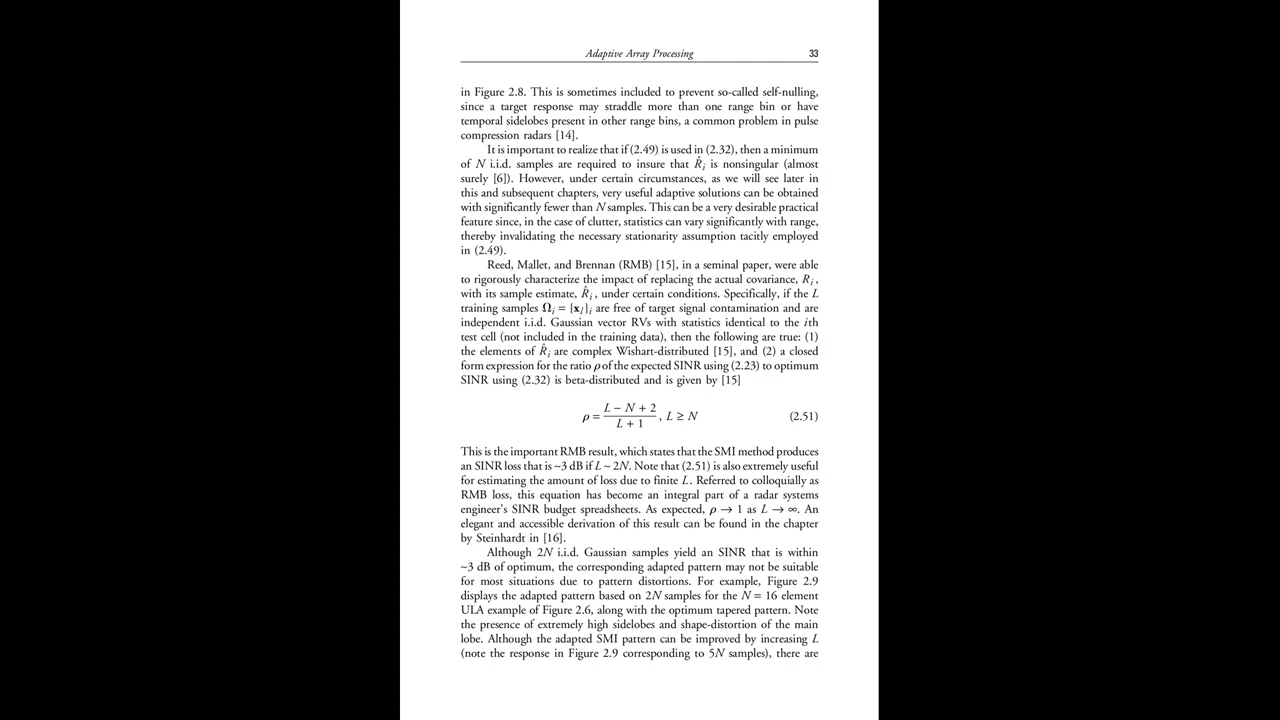 Adaptive Array Processing 33
in Figure 2.8. This is sometimes included to prevent so-called self-nulling,
since a target response may straddle more than one range bin or have
temporal sidelobes present in other range bins, a common problem in pulse
compression radars [14].
It is important to realize that if (2.49) is used in (2.32), then a minimum
of N i.i.d. samples are required to insure that R̂ᵢ is nonsingular (almost
surely [6]). However, under certain circumstances, as we will see later in
this and subsequent chapters, very useful adaptive solutions can be obtained
with significantly fewer than N samples. This can be a very desirable practical
feature since, in the case of clutter, statistics can vary significantly with range,
thereby invalidating the necessary stationarity assumption tacitly employed
in (2.49).
Reed, Mallet, and Brennan (RMB) [15], in a seminal paper, were able
to rigorously characterize the impact of replacing the actual covariance, Rᵢ,
with its sample estimate, R̂ᵢ, under certain conditions. Specifically, if the L
training samples Ωᵢ = {xₗ}ᵢ are free of target signal contamination and are
independent i.i.d. Gaussian vector RVs with statistics identical to the ith
test cell (not included in the training data), then the following are true: (1)
the elements of R̂ᵢ are complex Wishart-distributed [15], and (2) a closed
form expression for the ratio ρ of the expected SINR using (2.23) to optimum
SINR using (2.32) is beta-distributed and is given by [15]
ρ = (L − N + 2)/(L + 1), L ≥ N (2.51)
This is the important RMB result, which states that the SMI method produces
an SINR loss that is ~3 dB if L ~ 2N. Note that (2.51) is also extremely useful
for estimating the amount of loss due to finite L. Referred to colloquially as
RMB loss, this equation has become an integral part of a radar systems
engineer's SINR budget spreadsheets. As expected, ρ → 1 as L → ∞. An
elegant and accessible derivation of this result can be found in the chapter
by Steinhardt in [16].
Although 2N i.i.d. Gaussian samples yield an SINR that is within
~3 dB of optimum, the corresponding adapted pattern may not be suitable
for most situations due to pattern distortions. For example, Figure 2.9
displays the adapted pattern based on 2N samples for the N = 16 element
ULA example of Figure 2.6, along with the optimum tapered pattern. Note
the presence of extremely high sidelobes and shape-distortion of the main
lobe. Although the adapted SMI pattern can be improved by increasing L
(note the response in Figure 2.9 corresponding to 5N samples), there are